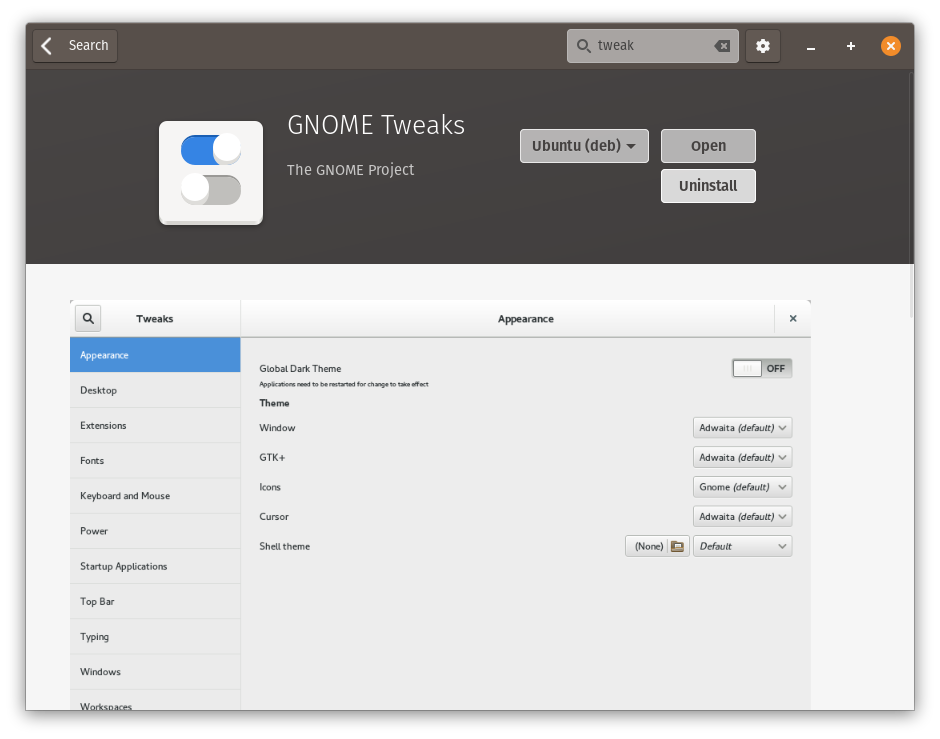 Search
tweak
GNOME Tweaks
The GNOME Project
Ubuntu (deb)
Open
Uninstall
Tweaks
Appearance
Appearance
Desktop
Extensions
Fonts
Keyboard and Mouse
Power
Startup Applications
Top Bar
Typing
Windows
Workspaces
Global Dark Theme
OFF
Applications need to be restarted for change to take effect
Theme
Window
Adwaita (default)
GTK+
Adwaita (default)
Icons
Gnome (default)
Cursor
Adwaita (default)
Shell theme
(None)
Default